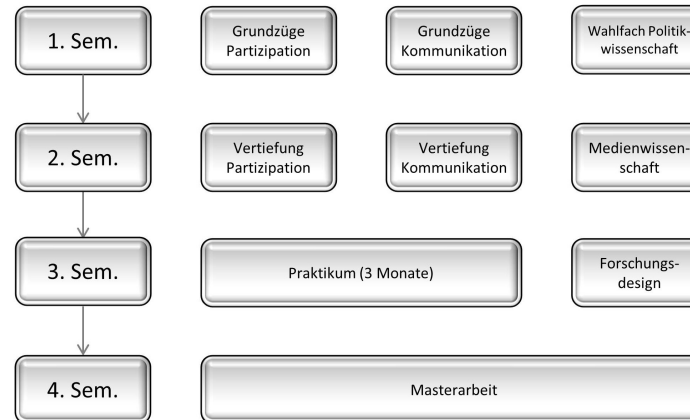 1. Sem.
Grundzüge
Partizipation
Grundzüge
Kommunikation
Wahlfach Politik-
wissenschaft
2. Sem.
Vertiefung
Partizipation
Vertiefung
Kommunikation
Medienwissen-
schaft
3. Sem.
Praktikum (3 Monate)
Forschungs-
design
4. Sem.
Masterarbeit